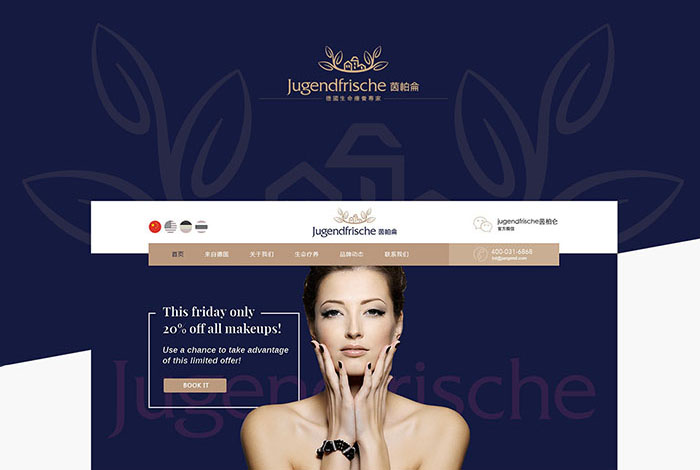 Jugendfrische 茵帕侖
德國生命療養專家
Jugendfrische 茵帕侖
jugendfrische茵柏仑
官方微信
首页 来自德国 关于我们 生命疗养 品牌动态 联系我们
400-031-6868
This friday only
20% off all makeups!
Use a chance to take advantage
of this limited offer!
BOOK IT
Jugendfrische